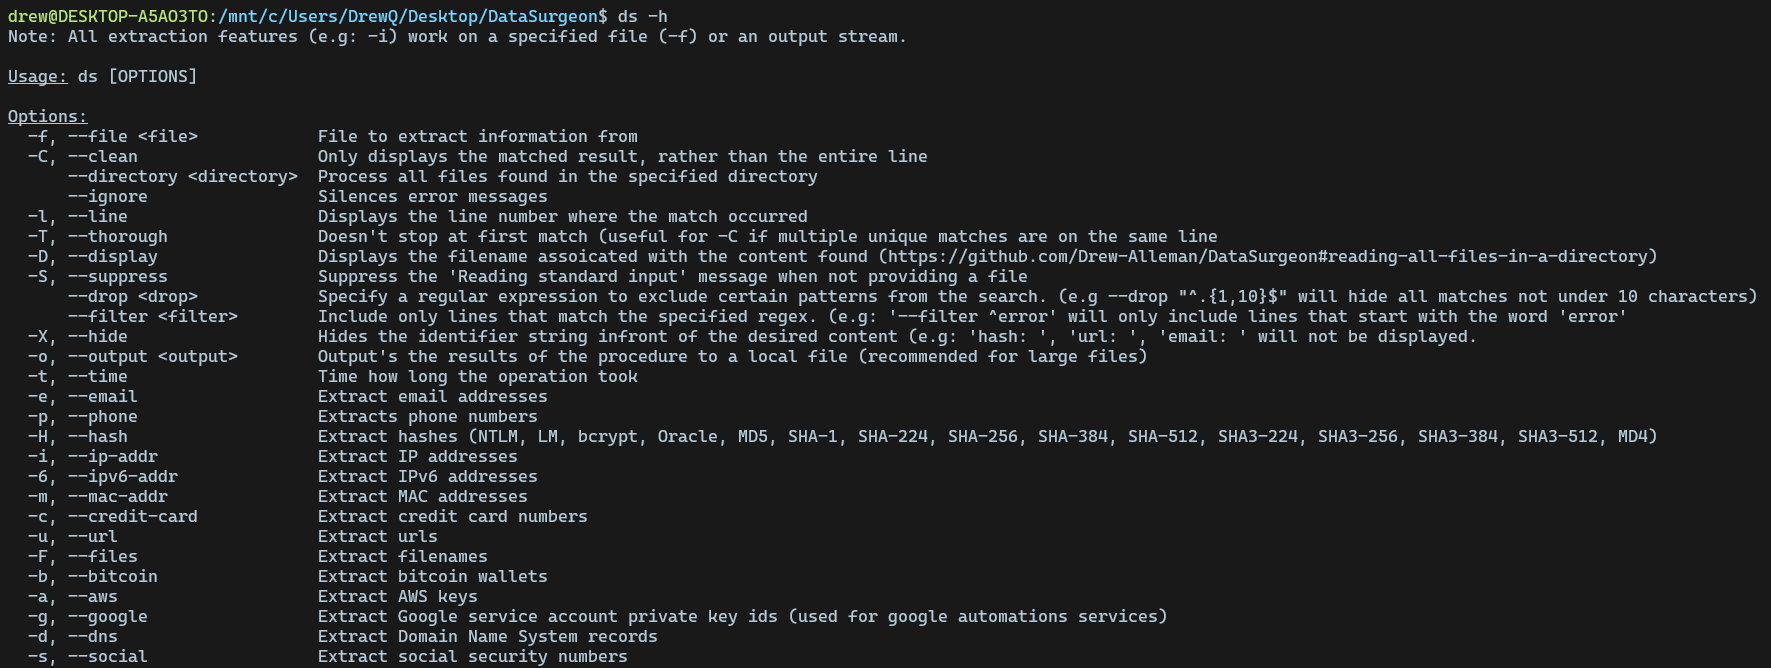 drew@DESKTOP-A5AO3TO:/mnt/c/Users/DrewQ/Desktop/DataSurgeon$ ds -h
Note: All extraction features (e.g: -i) work on a specified file (-f) or an output stream.

Usage: ds [OPTIONS]

Options:
  -f, --file <file>            File to extract information from
  -C, --clean                  Only displays the matched result, rather than the entire line
      --directory <directory>  Process all files found in the specified directory
      --ignore                 Silences error messages
  -l, --line                   Displays the line number where the match occurred
  -T, --thorough               Doesn't stop at first match (useful for -C if multiple unique matches are on the same line
  -D, --display                Displays the filename assoicated with the content found (https://github.com/Drew-Alleman/DataSurgeon#reading-all-files-in-a-directory)
  -S, --suppress               Suppress the 'Reading standard input' message when not providing a file
      --drop <drop>            Specify a regular expression to exclude certain patterns from the search. (e.g --drop "^.{1,10}$" will hide all matches not under 10 characters)
      --filter <filter>        Include only lines that match the specified regex. (e.g: '--filter ^error' will only include lines that start with the word 'error'
  -X, --hide                   Hides the identifier string infront of the desired content (e.g: 'hash: ', 'url: ', 'email: ' will not be displayed.
  -o, --output <output>        Output's the results of the procedure to a local file (recommended for large files)
  -t, --time                   Time how long the operation took
  -e, --email                  Extract email addresses
  -p, --phone                  Extracts phone numbers
  -H, --hash                   Extract hashes (NTLM, LM, bcrypt, Oracle, MD5, SHA-1, SHA-224, SHA-256, SHA-384, SHA-512, SHA3-224, SHA3-256, SHA3-384, SHA3-512, MD4)
  -i, --ip-addr                Extract IP addresses
  -6, --ipv6-addr              Extract IPv6 addresses
  -m, --mac-addr               Extract MAC addresses
  -c, --credit-card            Extract credit card numbers
  -u, --url                    Extract urls
  -F, --files                  Extract filenames
  -b, --bitcoin                Extract bitcoin wallets
  -a, --aws                    Extract AWS keys
  -g, --google                 Extract Google service account private key ids (used for google automations services)
  -d, --dns                    Extract Domain Name System records
  -s, --social                 Extract social security numbers